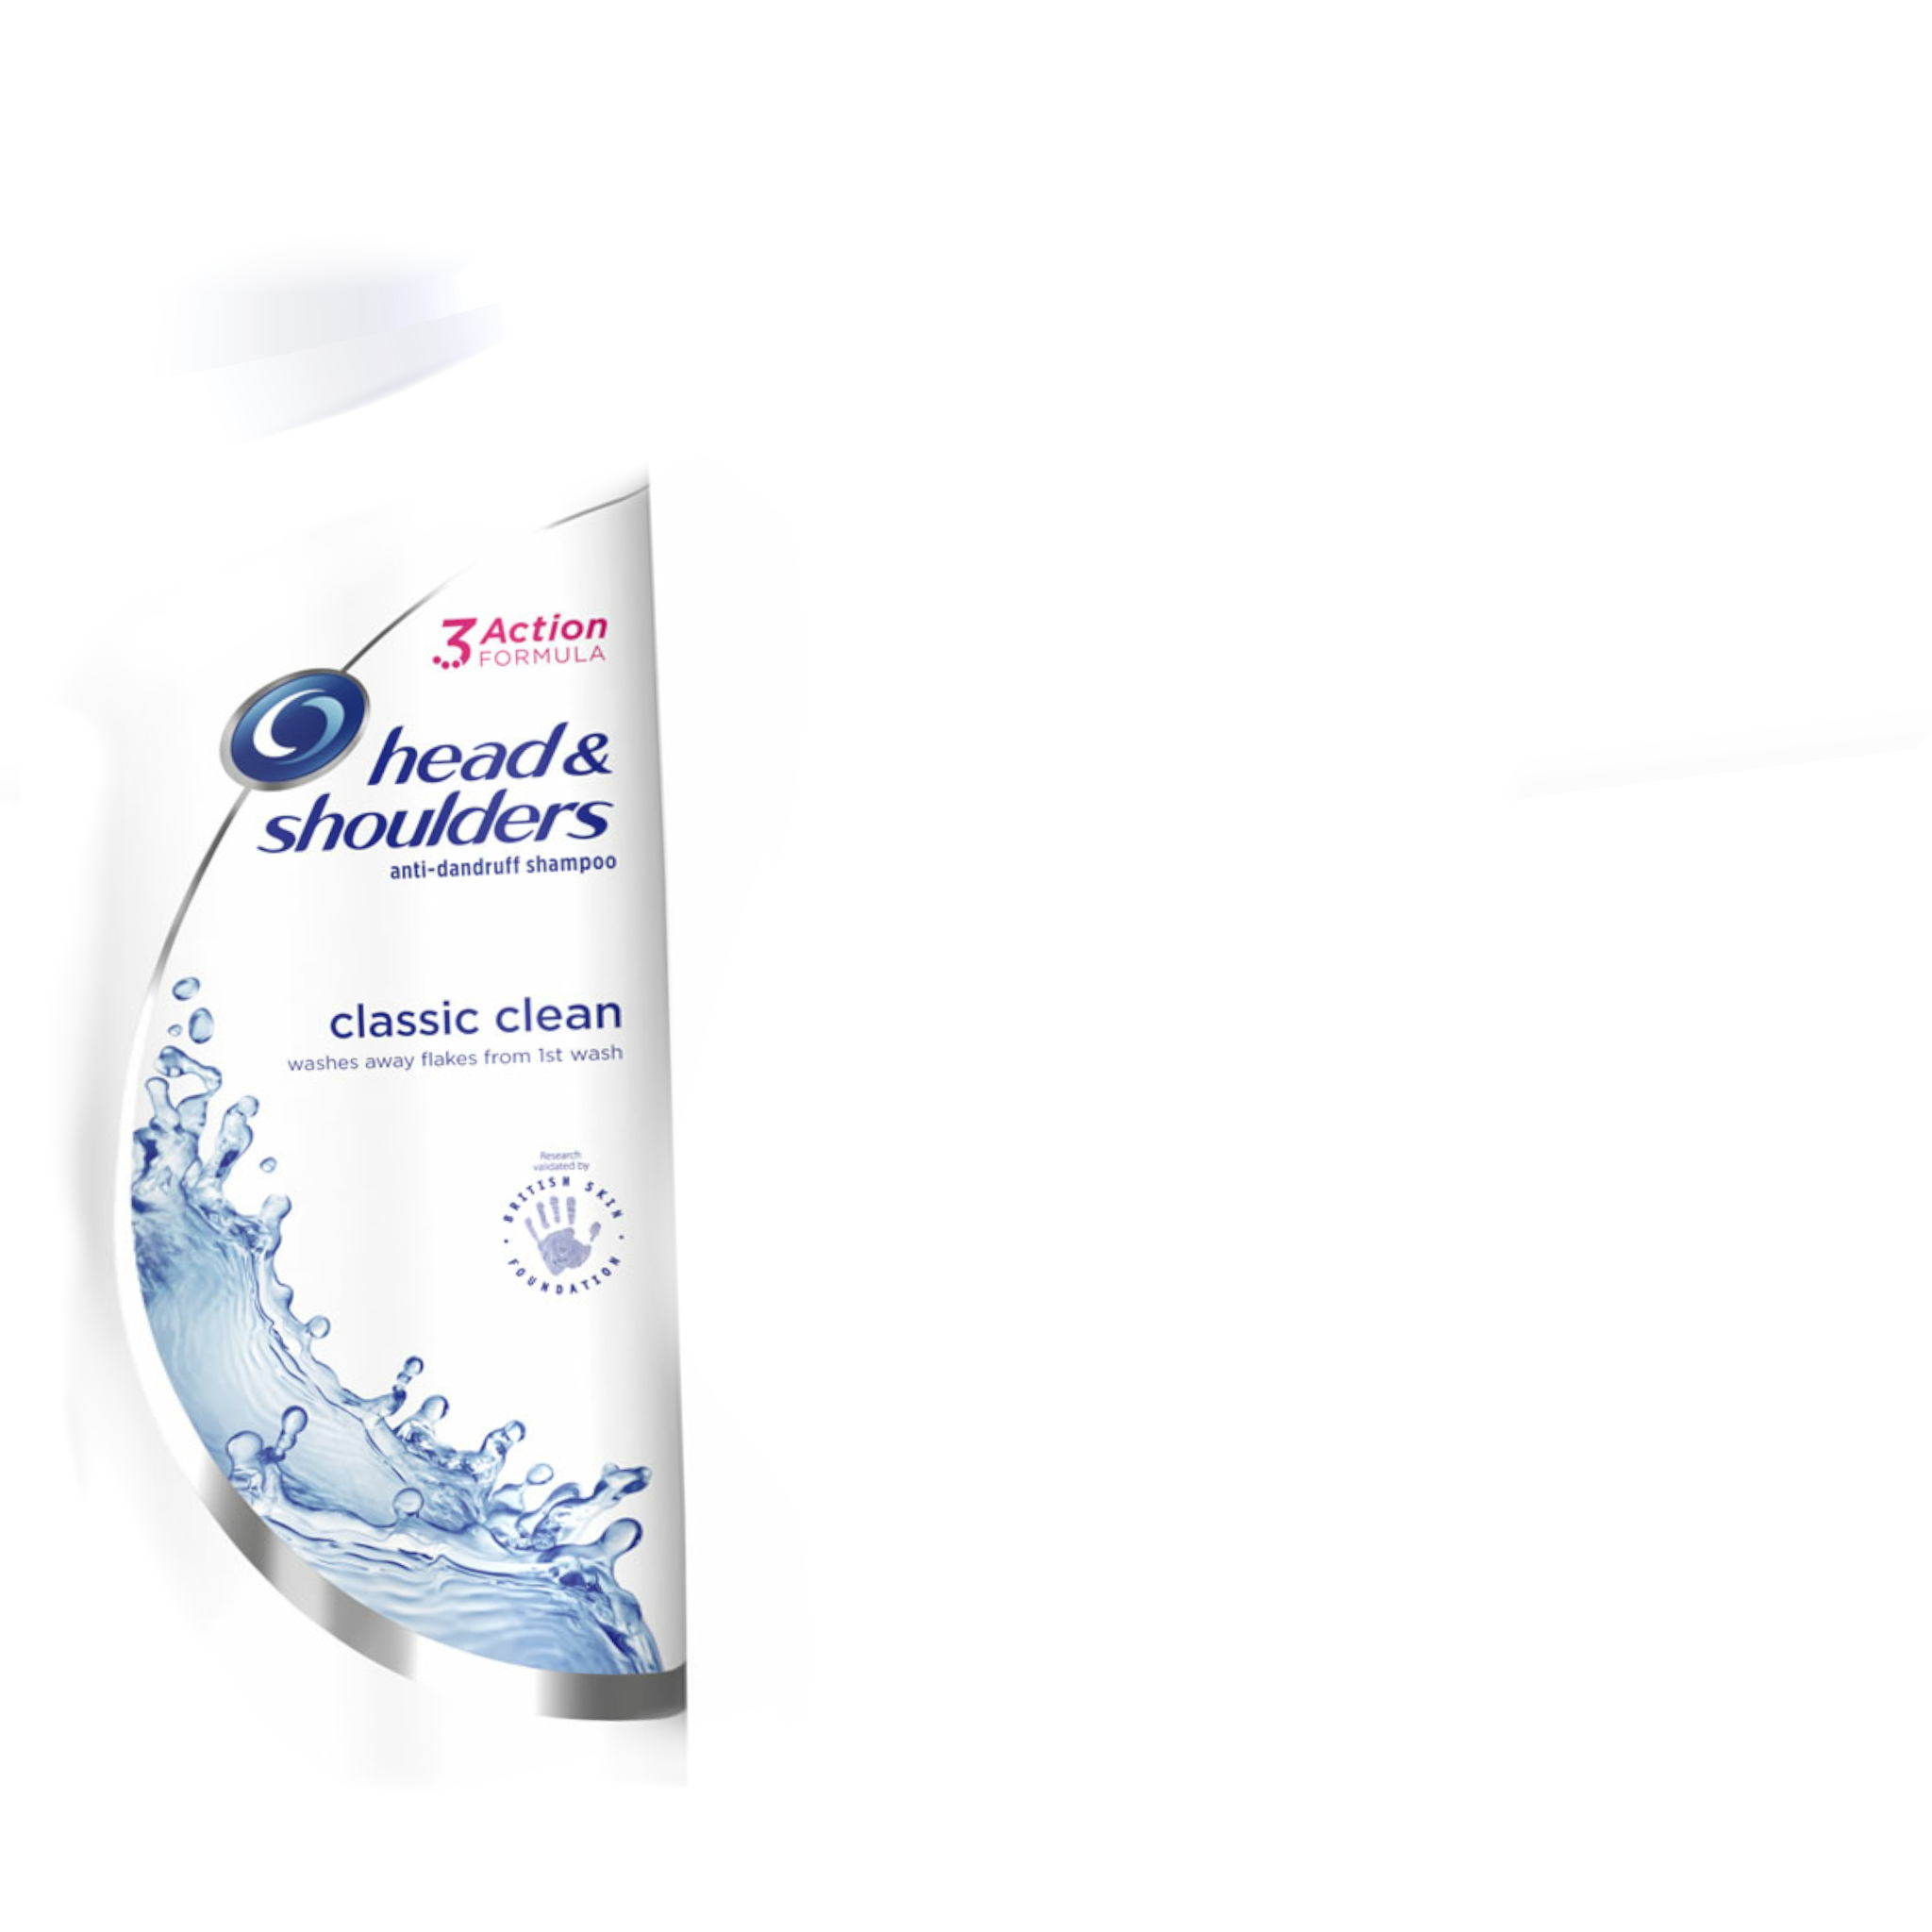 3 Action
FORMULA
head &
shoulders
anti-dandruff shampoo
classic clean
washes away flakes from 1st wash
Research
validated by
BRITISH SKIN
FOUNDATION